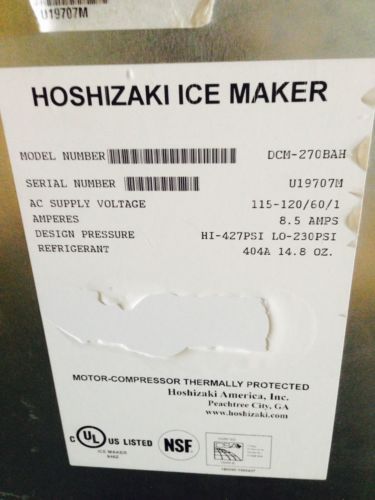 U19707M
HOSHIZAKI ICE MAKER
MODEL NUMBER DCM-270BAH
SERIAL NUMBER U19707M
AC SUPPLY VOLTAGE 115-120/60/1
AMPERES 8.5 AMPS
DESIGN PRESSURE HI-427PSI LO-230PSI
REFRIGERANT 404A 14.8 OZ.
MOTOR-COMPRESSOR THERMALLY PROTECTED
Hoshizaki America, Inc.
Peachtree City, GA
www.hoshizaki.com
C UL US LISTED NSF
ICE MAKER